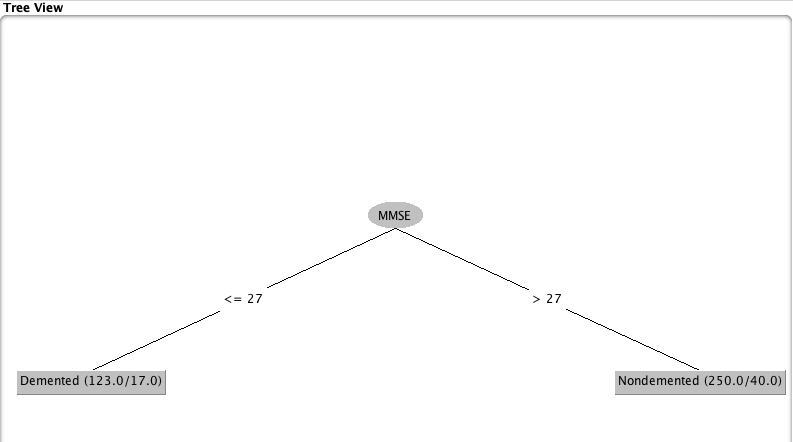 Tree View
MMSE
<= 27
> 27
Demented (123.0/17.0)
Nondemented (250.0/40.0)